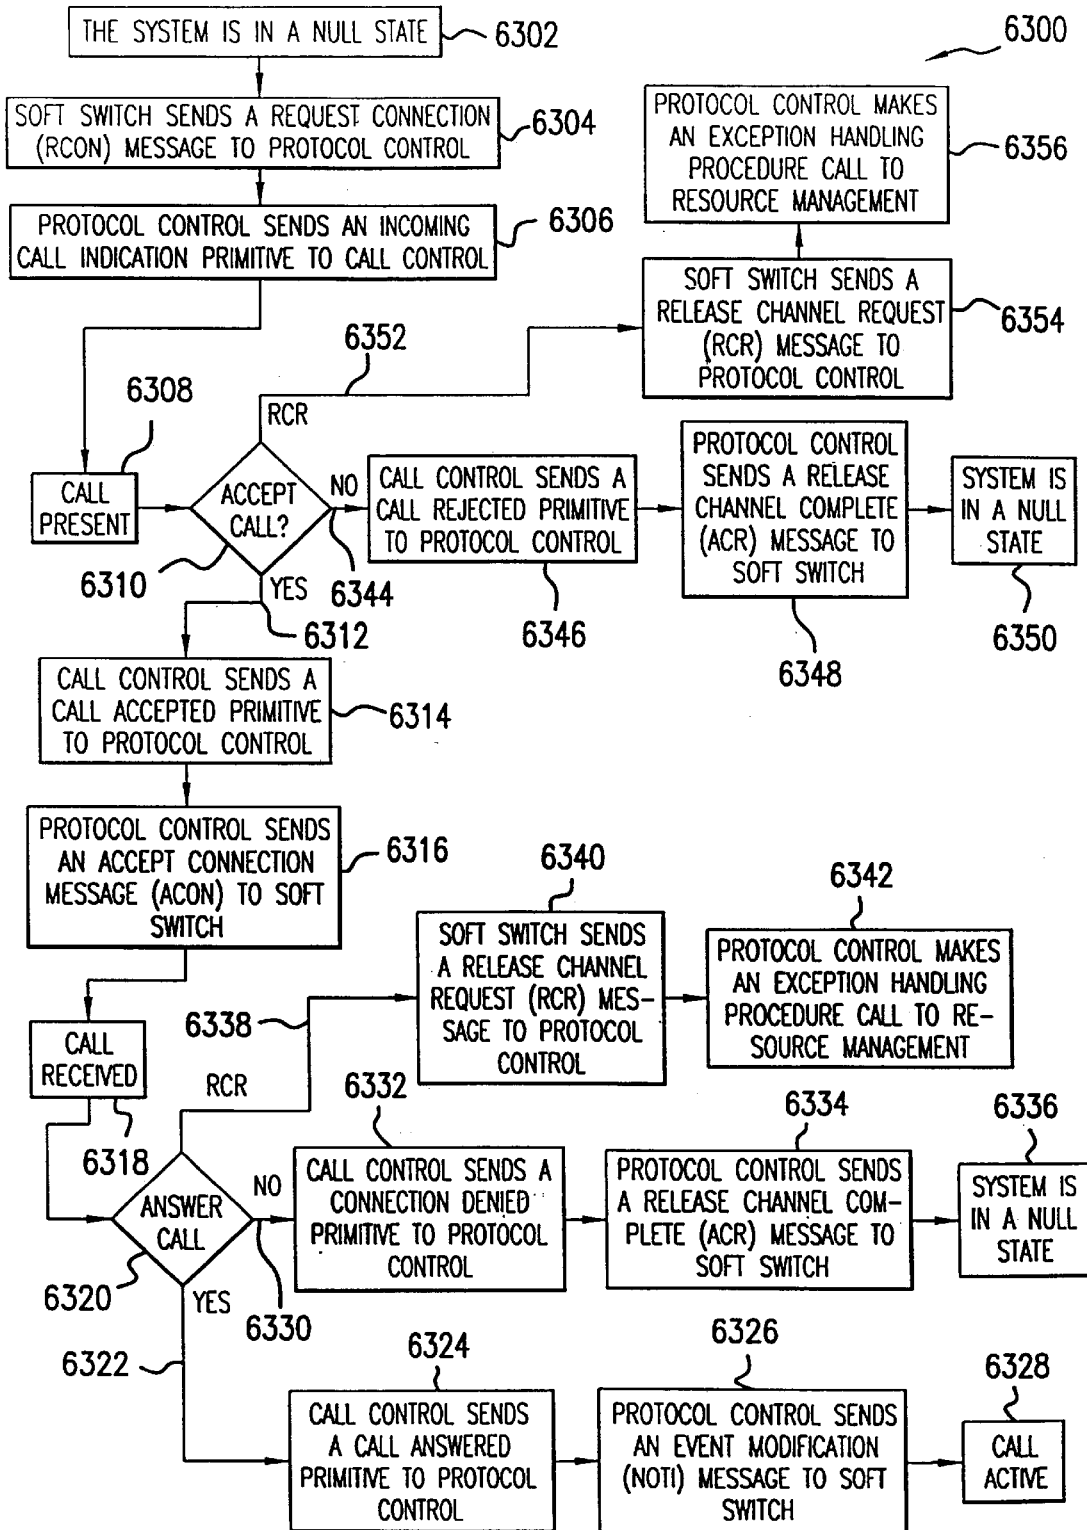 THE SYSTEM IS IN A NULL STATE
6302
6300
SOFT SWITCH SENDS A REQUEST CONNECTION
(RCON) MESSAGE TO PROTOCOL CONTROL
6304
PROTOCOL CONTROL MAKES
AN EXCEPTION HANDLING
PROCEDURE CALL TO
RESOURCE MANAGEMENT
6356
PROTOCOL CONTROL SENDS AN INCOMING
CALL INDICATION PRIMITIVE TO CALL CONTROL
6306
SOFT SWITCH SENDS A
RELEASE CHANNEL REQUEST
(RCR) MESSAGE TO
PROTOCOL CONTROL
6354
6352
6308
RCR
CALL
PRESENT
ACCEPT
CALL?
6310
NO
6344
YES
6312
CALL CONTROL SENDS A
CALL REJECTED PRIMITIVE
TO PROTOCOL CONTROL
6346
PROTOCOL CONTROL
SENDS A RELEASE
CHANNEL COMPLETE
(ACR) MESSAGE TO
SOFT SWITCH
6348
SYSTEM IS
IN A NULL
STATE
6350
CALL CONTROL SENDS A
CALL ACCEPTED PRIMITIVE
TO PROTOCOL CONTROL
6314
PROTOCOL CONTROL SENDS
AN ACCEPT CONNECTION
MESSAGE (ACON) TO SOFT
SWITCH
6316
6340
SOFT SWITCH SENDS
A RELEASE CHANNEL
REQUEST (RCR) MES-
SAGE TO PROTOCOL
CONTROL
6342
PROTOCOL CONTROL MAKES
AN EXCEPTION HANDLING
PROCEDURE CALL TO RE-
SOURCE MANAGEMENT
6338
CALL
RECEIVED
6318
RCR
ANSWER
CALL
6320
NO
6330
YES
6322
6332
CALL CONTROL SENDS A
CONNECTION DENIED
PRIMITIVE TO PROTOCOL
CONTROL
6334
PROTOCOL CONTROL SENDS
A RELEASE CHANNEL COM-
PLETE (ACR) MESSAGE TO
SOFT SWITCH
6336
SYSTEM IS
IN A NULL
STATE
6324
CALL CONTROL SENDS
A CALL ANSWERED
PRIMITIVE TO PROTOCOL
CONTROL
6326
PROTOCOL CONTROL SENDS
AN EVENT MODIFICATION
(NOTI) MESSAGE TO SOFT
SWITCH
6328
CALL
ACTIVE